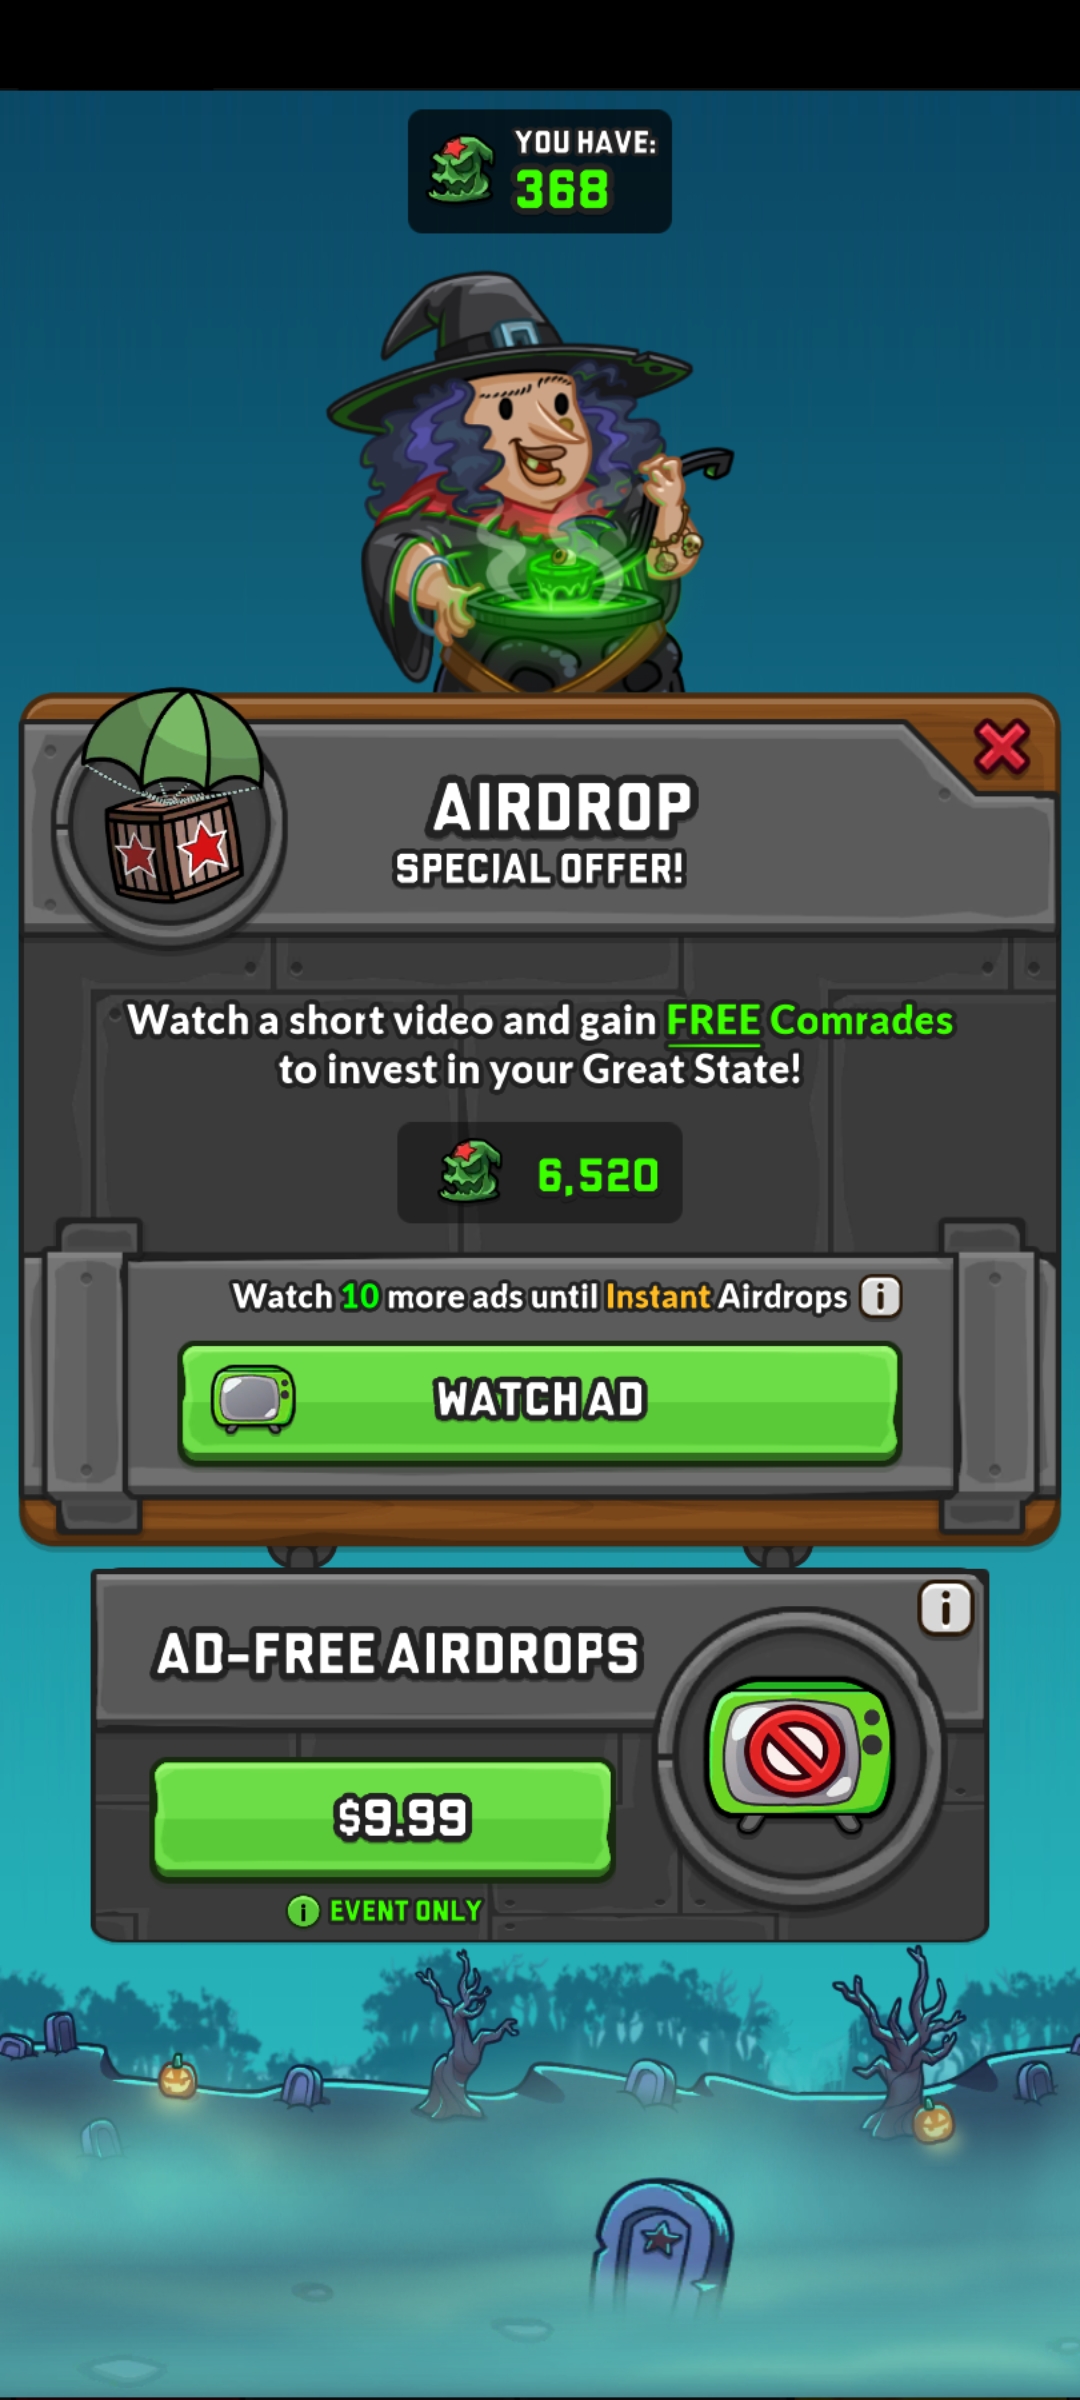 YOU HAVE:
368
AIRDROP
SPECIAL OFFER!
Watch a short video and gain FREE Comrades
to invest in your Great State!
6,520
Watch 10 more ads until Instant Airdrops i
WATCH AD
i
AD-FREE AIRDROPS
$9.99
i EVENT ONLY